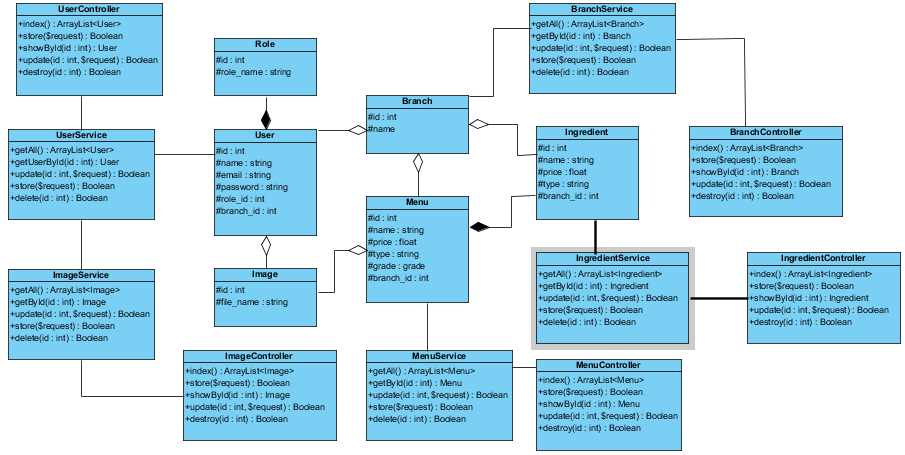 UserController
+index() : ArrayList<User>
+store($request) : Boolean
+showById(id : int) : User
+update(id : int, $request) : Boolean
+destroy(id : int) : Boolean
BranchService
+getAll() : ArrayList<Branch>
+getById(id : int) : Branch
+update(id : int, $request) : Boolean
+store($request) : Boolean
+delete(id : int) : Boolean
Role
#id : int
#role_name : string
Branch
#id : int
#name
UserService
+getAll() : ArrayList<User>
+getUserById(id : int) : User
+update(id : int, $request) : Boolean
+store($request) : Boolean
+delete(id : int) : Boolean
User
#id : int
#name : string
#email : string
#password : string
#role_id : int
#branch_id : int
Ingredient
#id : int
#name : string
#price : float
#type : string
#branch_id : int
BranchController
+index() : ArrayList<Branch>
+store($request) : Boolean
+showById(id : int) : Branch
+update(id : int, $request) : Boolean
+destroy(id : int) : Boolean
Menu
#id : int
#name : string
#price : float
#type : string
#grade : grade
#branch_id : int
ImageService
+getAll() : ArrayList<Image>
+getById(id : int) : Image
+update(id : int, $request) : Boolean
+store($request) : Boolean
+delete(id : int) : Boolean
Image
#id : int
#file_name : string
IngredientService
+getAll() : ArrayList<Ingredient>
+getById(id : int) : Ingredient
+update(id : int, $request) : Boolean
+store($request) : Boolean
+delete(id : int) : Boolean
IngredientController
+index() : ArrayList<Ingredient>
+store($request) : Boolean
+showById(id : int) : Ingredient
+update(id : int, $request) : Boolean
+destroy(id : int) : Boolean
ImageController
+index() : ArrayList<Image>
+store($request) : Boolean
+showById(id : int) : Image
+update(id : int, $request) : Boolean
+destroy(id : int) : Boolean
MenuService
+getAll() : ArrayList<Menu>
+getById(id : int) : Menu
+update(id : int, $request) : Boolean
+store($request) : Boolean
+delete(id : int) : Boolean
MenuController
+index() : ArrayList<Menu>
+store($request) : Boolean
+showById(id : int) : Menu
+update(id : int, $request) : Boolean
+destroy(id : int) : Boolean